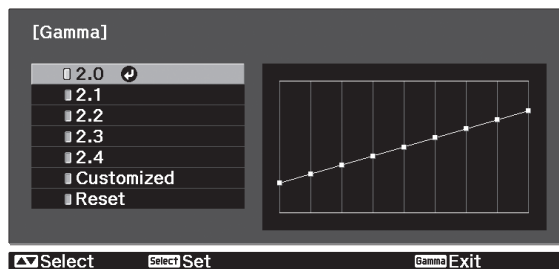 [Gamma]
2.0
2.1
2.2
2.3
2.4
Customized
Reset
Select Select Set Gamma Exit